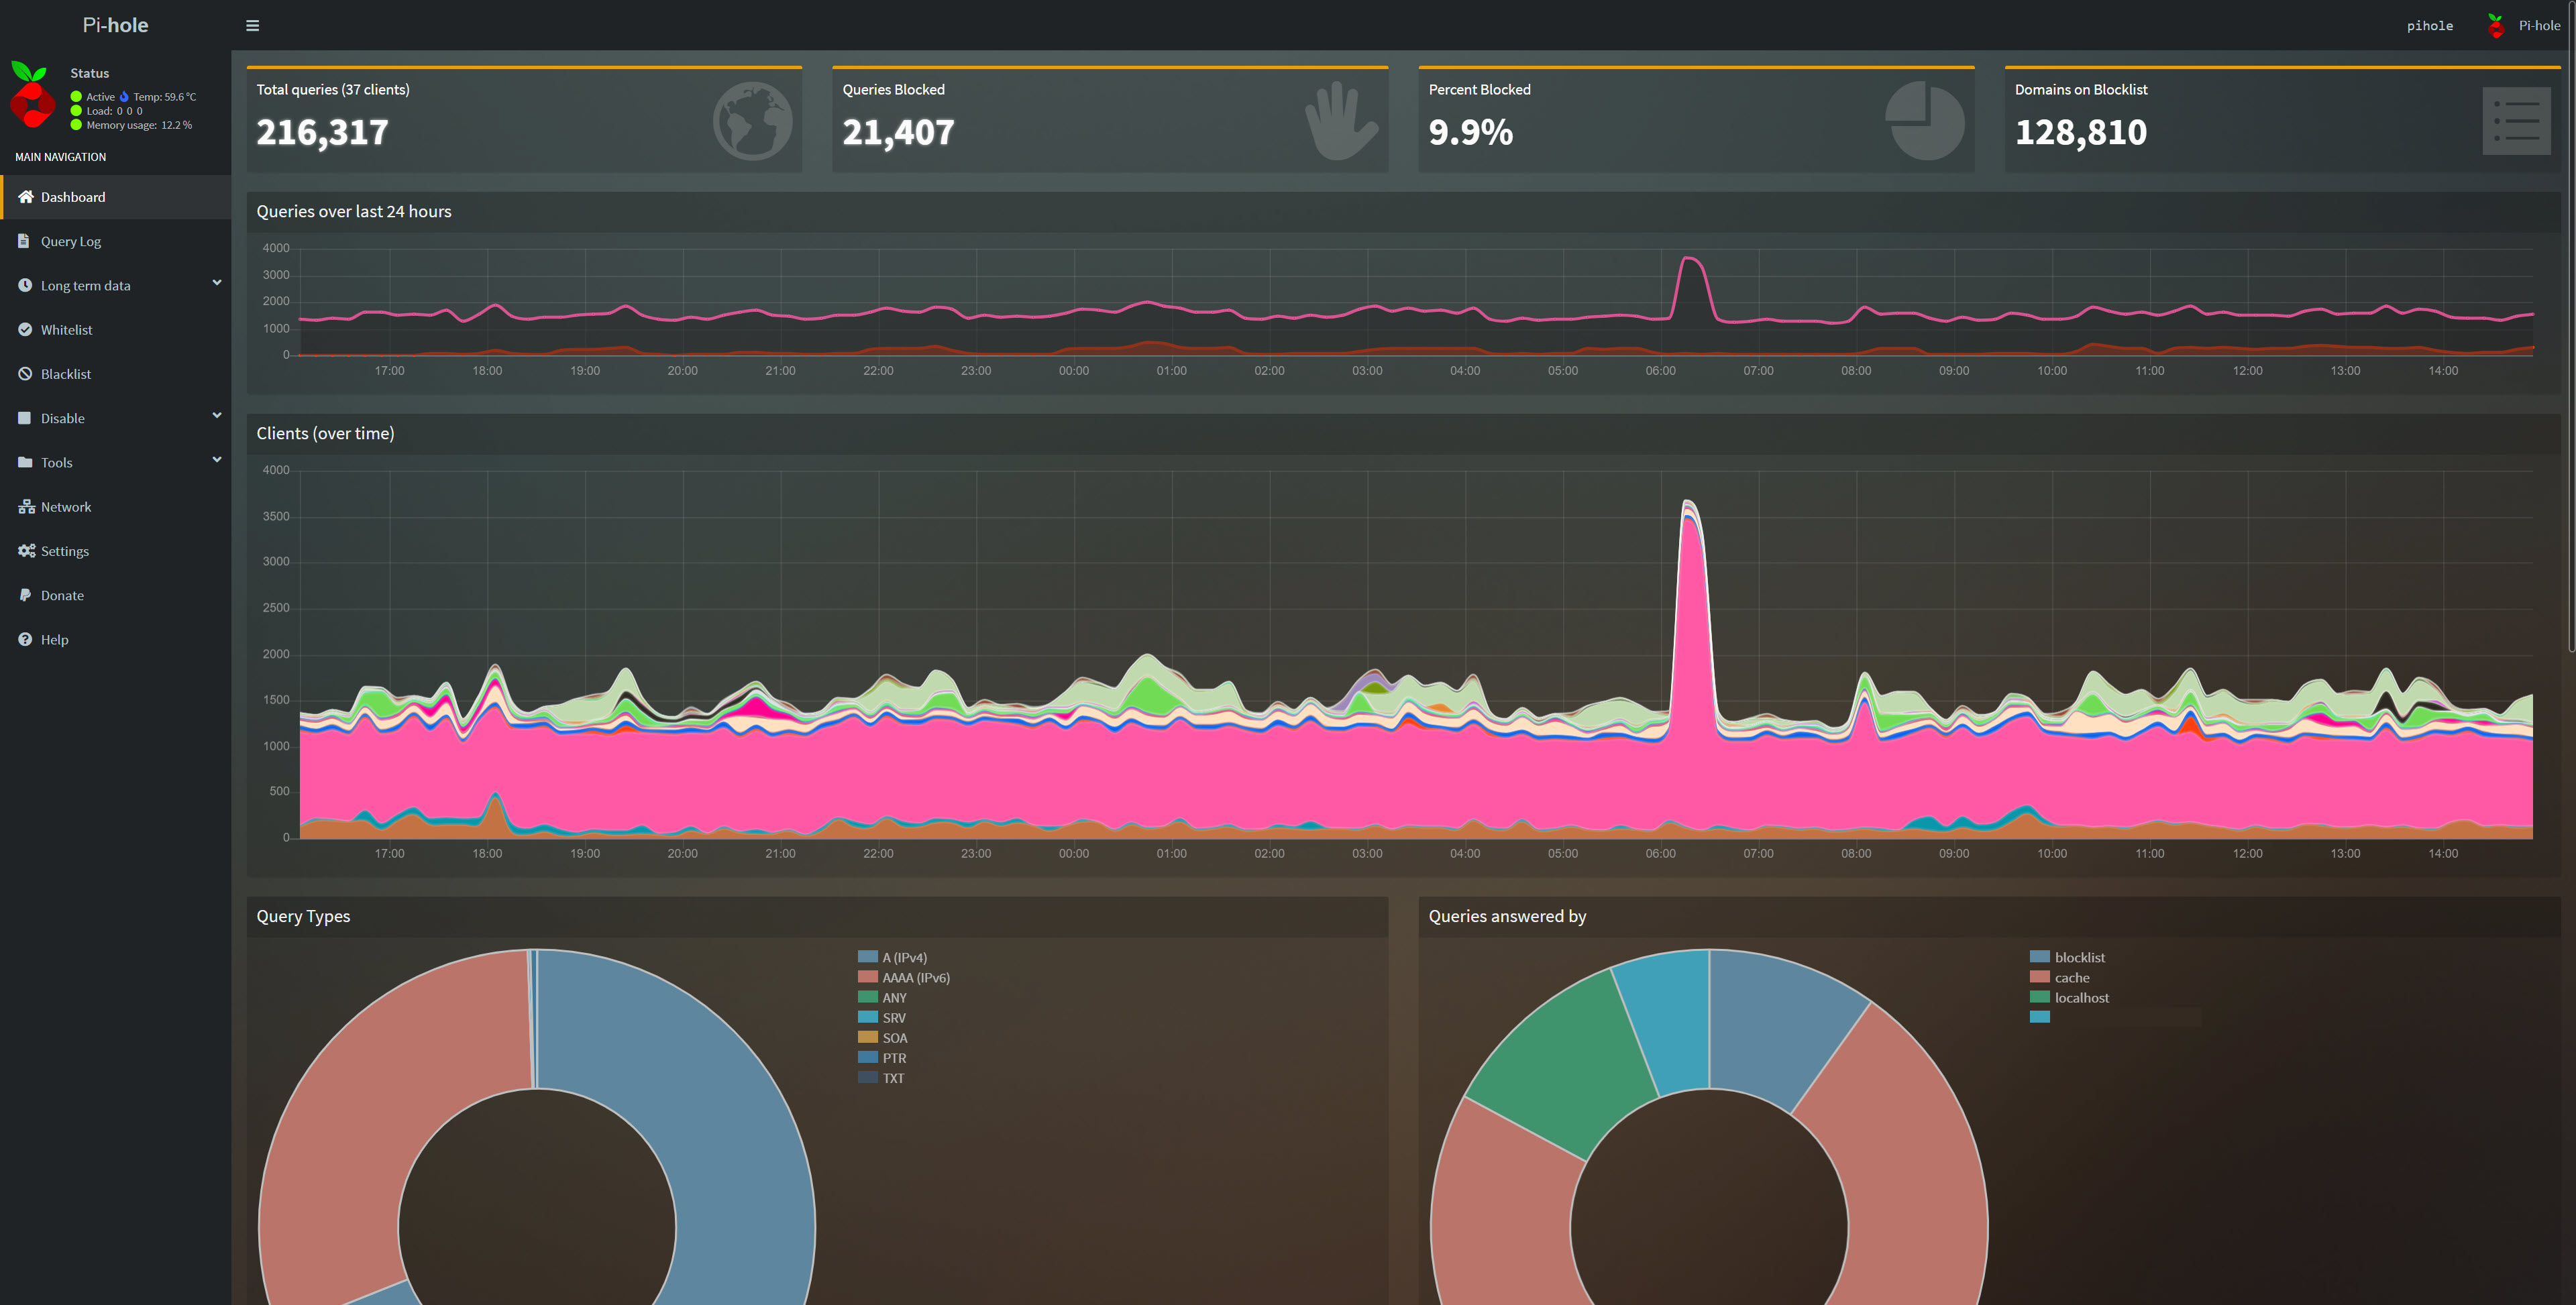 Pi-hole
pihole
Pi-hole
Status
Active Temp: 59.6 °C
Load: 0 0 0
Memory usage: 12.2 %
MAIN NAVIGATION
Dashboard
Query Log
Long term data
Whitelist
Blacklist
Disable
Tools
Network
Settings
Donate
Help
Total queries (37 clients)
216,317
Queries Blocked
21,407
Percent Blocked
9.9%
Domains on Blocklist
128,810
Queries over last 24 hours
4000
3000
2000
1000
0
17:00 18:00 19:00 20:00 21:00 22:00 23:00 00:00 01:00 02:00 03:00 04:00 05:00 06:00 07:00 08:00 09:00 10:00 11:00 12:00 13:00 14:00
Clients (over time)
4000
3500
3000
2500
2000
1500
1000
500
0
17:00 18:00 19:00 20:00 21:00 22:00 23:00 00:00 01:00 02:00 03:00 04:00 05:00 06:00 07:00 08:00 09:00 10:00 11:00 12:00 13:00 14:00
Query Types
A (IPv4)
AAAA (IPv6)
ANY
SRV
SOA
PTR
TXT
Queries answered by
blocklist
cache
localhost